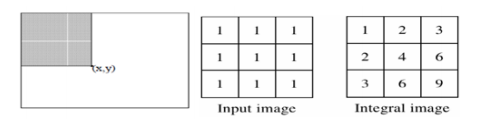 (x,y)
1 1 1
1 1 1
1 1 1
Input image
1 2 3
2 4 6
3 6 9
Integral image